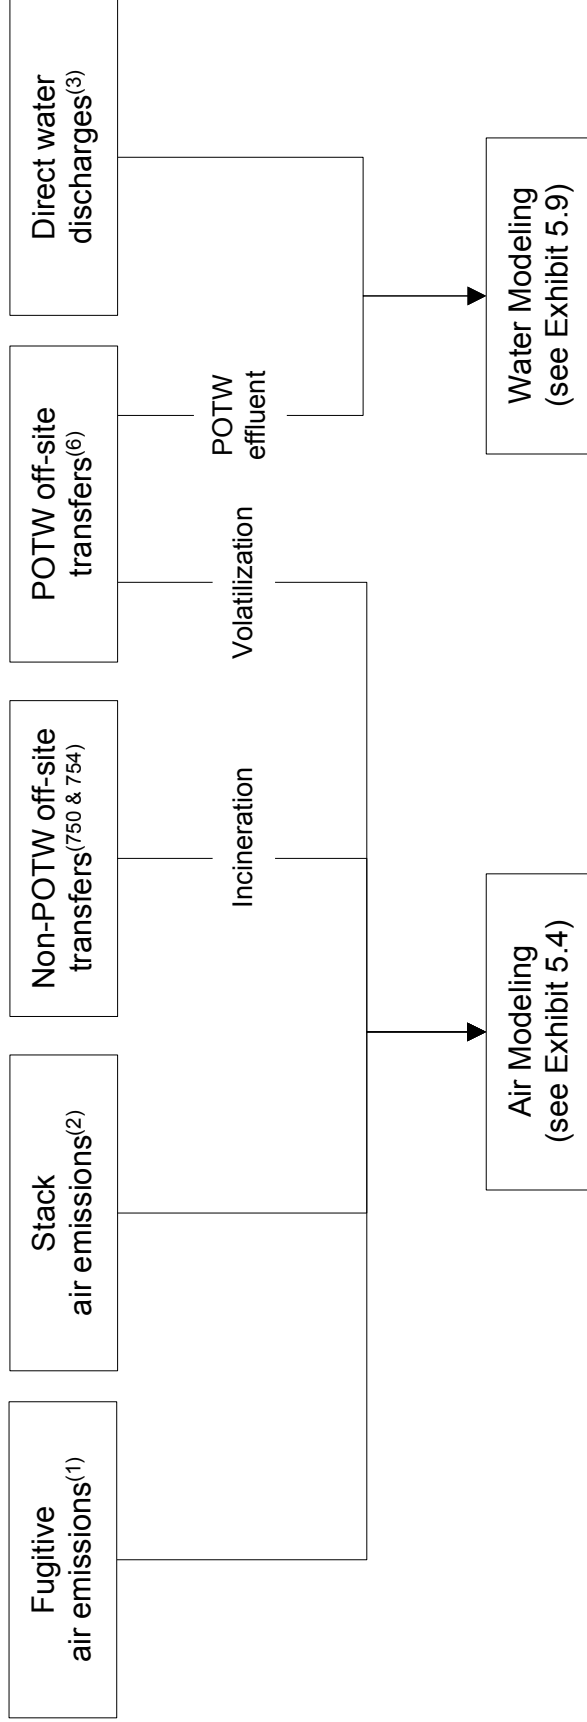 Fugitive
air emissions(1)
Stack
air emissions(2)
Non-POTW off-site
transfers(750 & 754)
POTW off-site
transfers(6)
Direct water
discharges(3)
Incineration
Volatilization
POTW
effluent
Air Modeling
(see Exhibit 5.4)
Water Modeling
(see Exhibit 5.9)